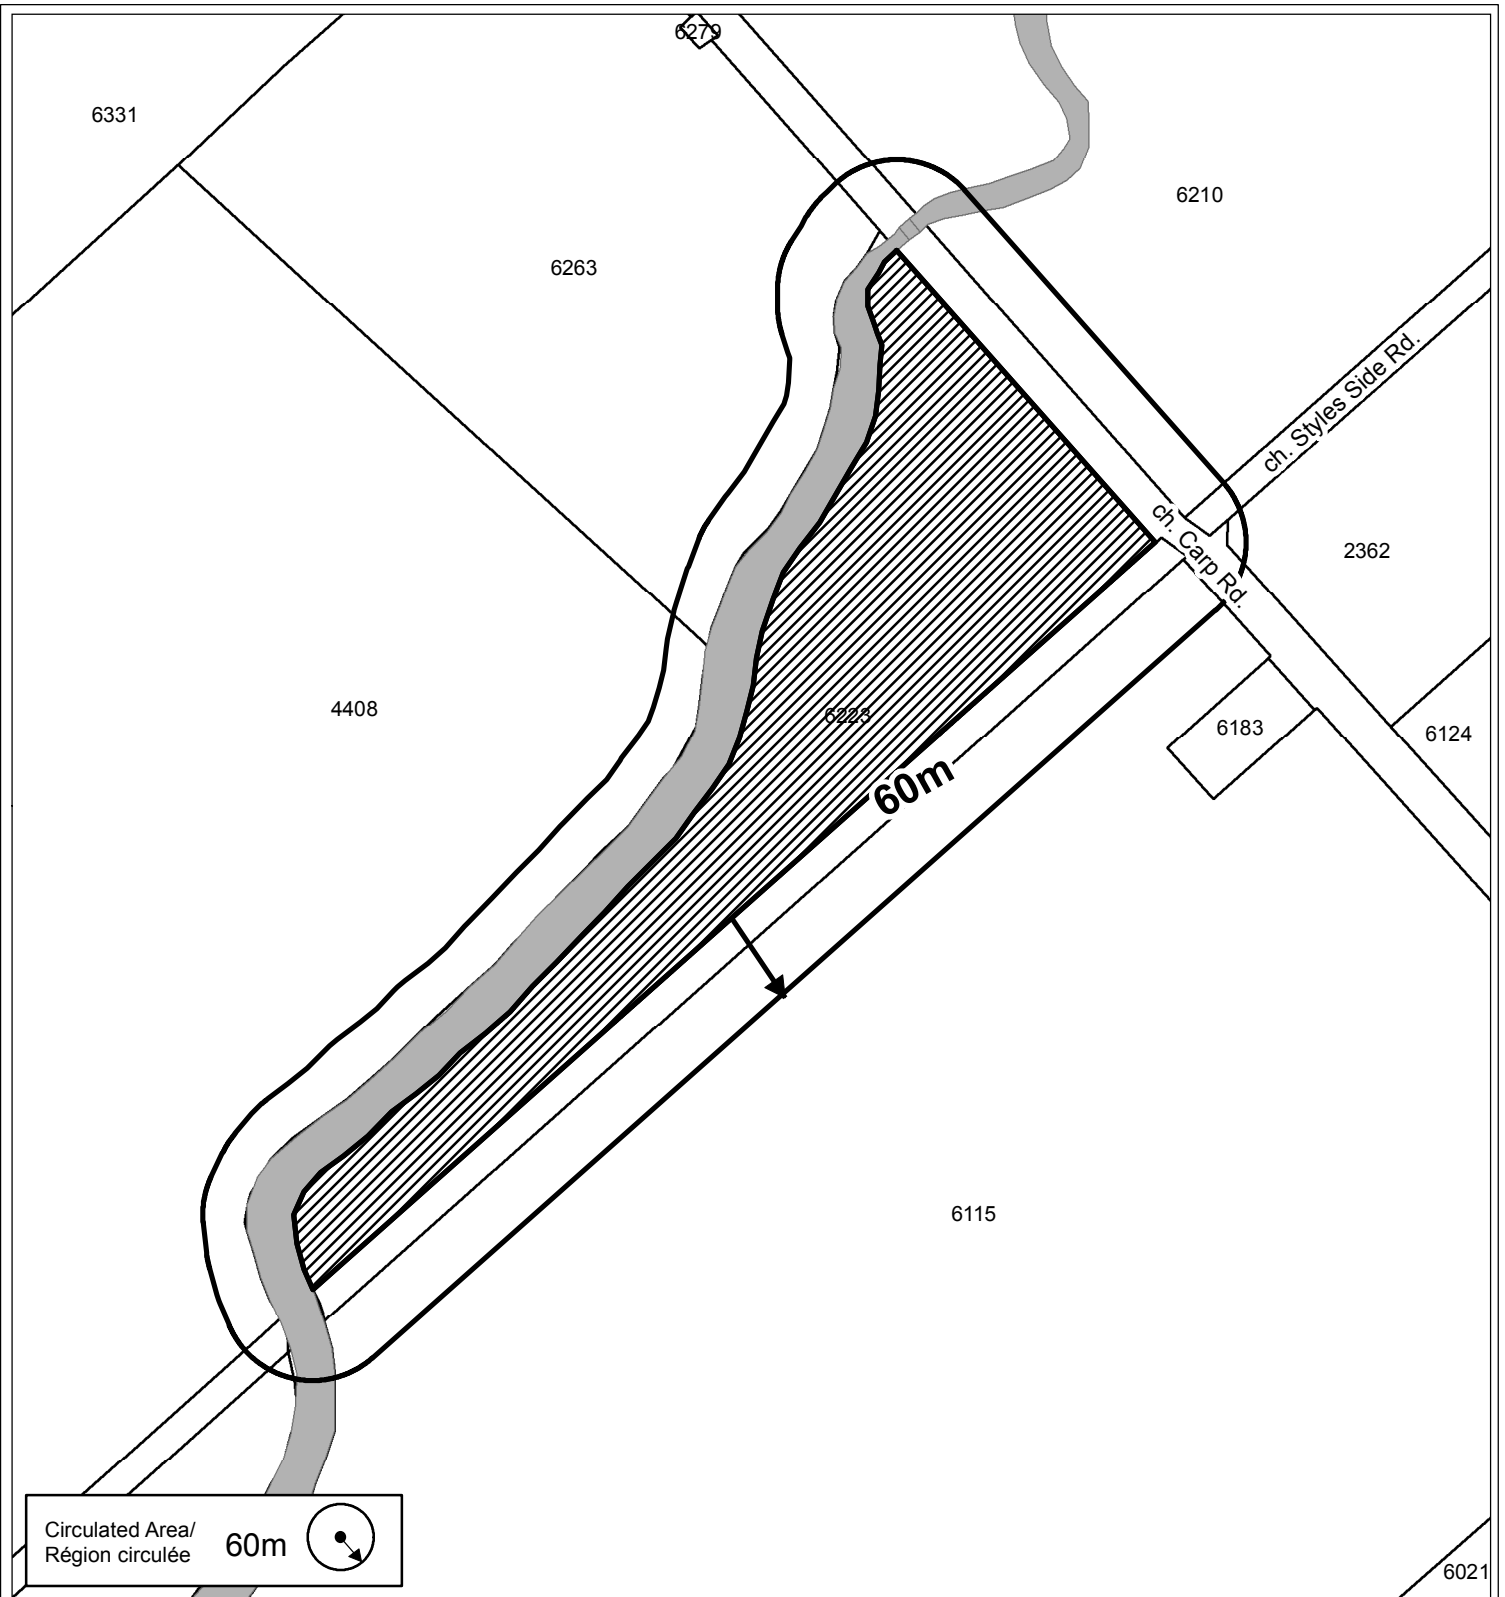 6279
6331
6210
6263
ch. Styles Side Rd.
ch. Carp Rd.
2362
4408
6223
6183
6124
60m
6115
Circulated Area/
Région circulée
60m
6021